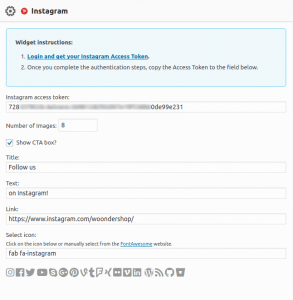 Instagram
Widget instructions:
1. Login and get your Instagram Access Token.
2. Once you complete the authentication steps, copy the Access Token to the field below.
Instagram access token:
728 0de99e231
Number of Images: 8
Show CTA box?
Title:
Follow us
Text:
on Instagram!
Link:
https://www.instagram.com/woondershop/
Select icon:
Click on the icon below or manually select from the FontAwesome website.
fab fa-instagram